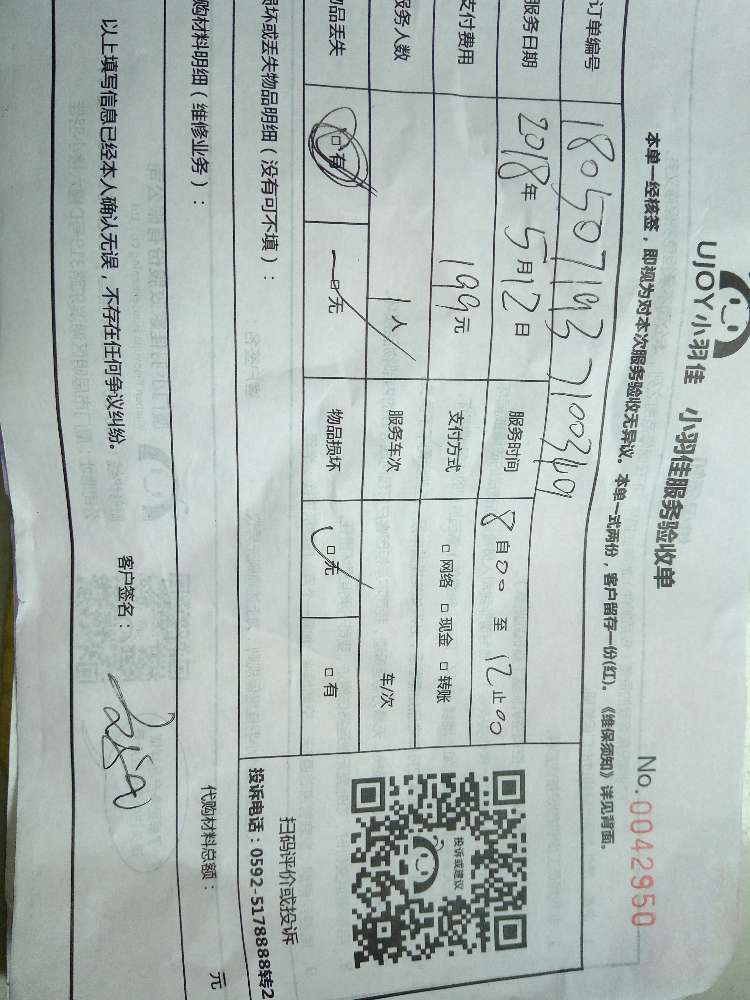 UJOY小羽佳 小羽佳服务验收单
No.0042950
本单一经核签，即视为对本次服务验收无异议。本单一式两份，客户留存一份(红)。《维保须知》详见背面。
订单编号
服务日期 2018年5月12日 服务时间 8自00至12止00
支付费用 199元 支付方式 □网络 □现金 □转账
服务人数 1人 服务车次 车/次
物品丢失 □有 □无 物品损坏 □无 □有
投诉或建议
扫码评价或投诉
投诉电话：0592-5178888转2
损坏或丢失物品明细（没有可不填）：
购材料明细（维修业务）：
代购材料总额： 元
以上填写信息已经本人确认无误，不存在任何争议纠纷。 客户签名：